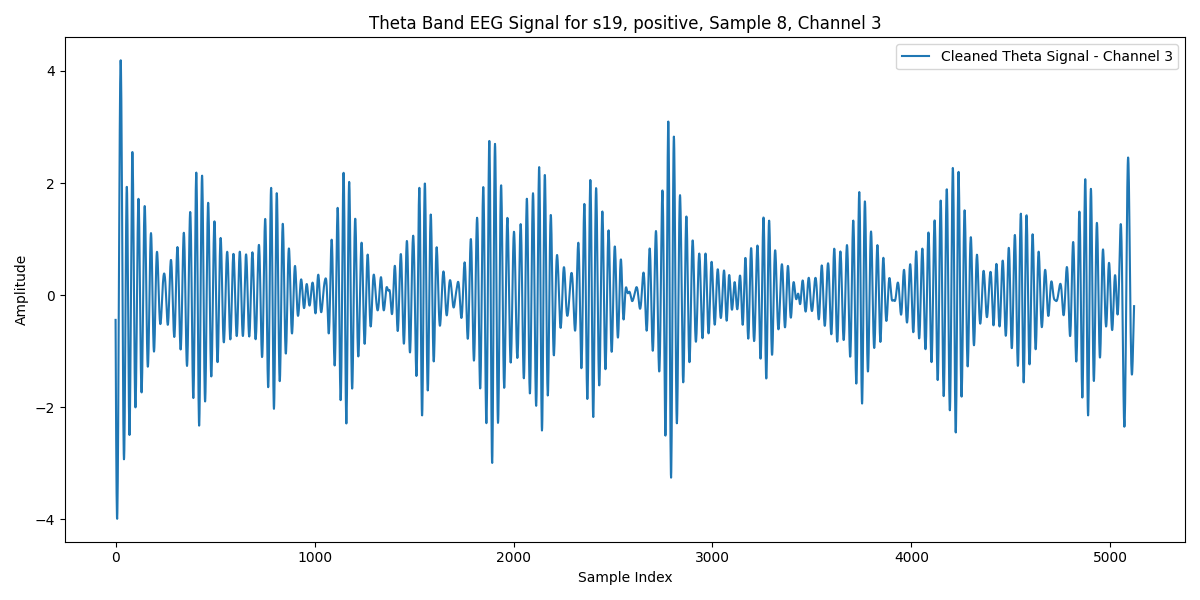 Theta Band EEG Signal for s19, positive, Sample 8, Channel 3
Cleaned Theta Signal - Channel 3
Amplitude
4
2
0
−2
−4
0 1000 2000 3000 4000 5000
Sample Index